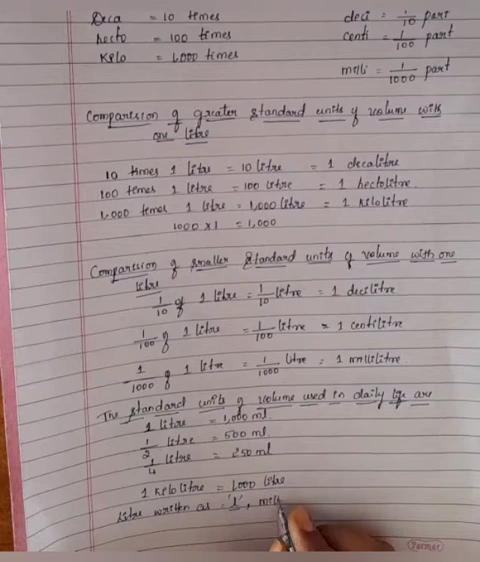 Deca = 10 times
hecto = 100 times
Kelo = 1,000 times
deci = 1/10 part
centi = 1/100 part
milli = 1/1000 part
Comparision of greater standard units of volume with
one litre
10 times 1 litre = 10 litre = 1 decalitre
100 times 1 litre = 100 litre = 1 hectolitre.
1,000 times 1 litre = 1,000 litre = 1 kilolitre
1000 x 1 = 1,000
Comparision of smaller standard units of volume with one
litre
1/10 of 1 litre = 1/10 litre = 1 decilitre
1/100 of 1 litre = 1/100 litre = 1 centilitre
1/1000 of 1 litre = 1/1000 litre = 1 millilitre
The standard units of volume used in daily life are
1 litre = 1,000 ml
1/2 litre = 500 ml
1/4 litre = 250 ml
1 Kilolitre = 1,000 litre
Litre written as 'l', mill